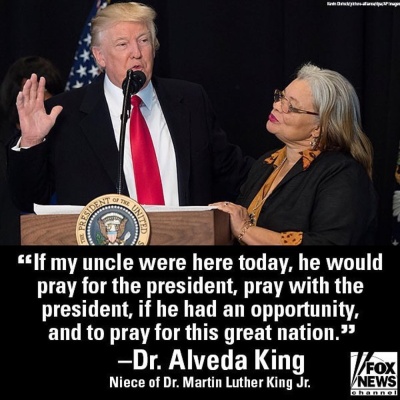 “If my uncle were here today, he would
pray for the president, pray with the
president, if he had an opportunity,
and to pray for this great nation.”
–Dr. Alveda King
Niece of Dr. Martin Luther King Jr.
FOX
NEWS
channel